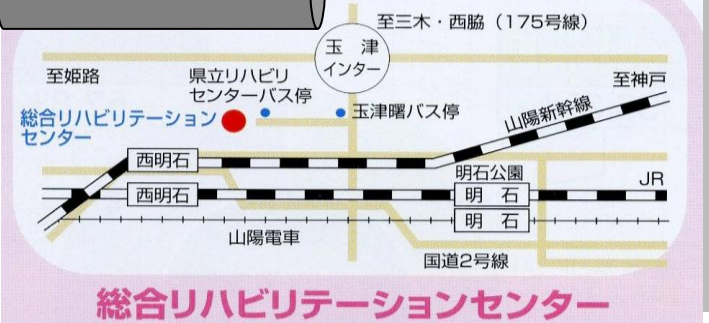 至三木・西脇（175号線）
玉　津
インター
至姫路
県立リハビリ
センターバス停
至神戸
総合リハビリテーション
センター
玉津曙バス停
山陽新幹線
西明石
明石公園
JR
西明石
明　石
明　石
山陽電車
国道2号線
総合リハビリテーションセンター